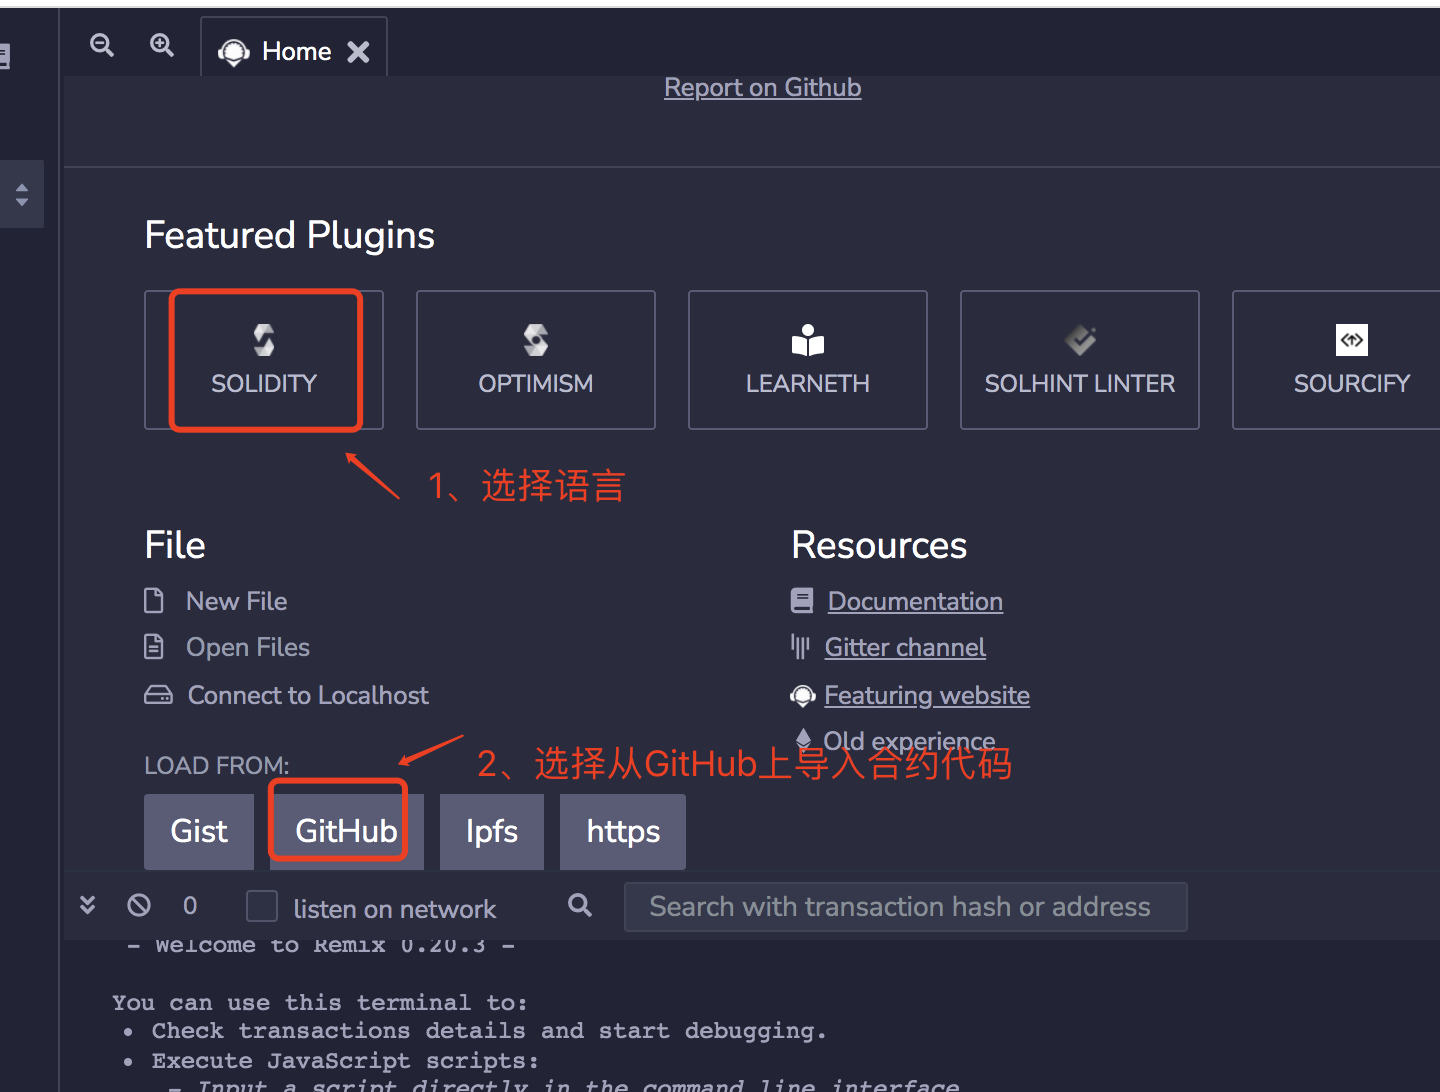 Home
Report on Github
Featured Plugins
SOLIDITY
OPTIMISM
LEARNETH
SOLHINT LINTER
SOURCIFY
1、选择语言
File
New File
Open Files
Connect to Localhost
Resources
Documentation
Gitter channel
Featuring website
Old experience
2、选择从GitHub上导入合约代码
LOAD FROM:
Gist
GitHub
Ipfs
https
0
listen on network
Search with transaction hash or address
- Welcome to Remix 0.20.3 -
You can use this terminal to:
• Check transactions details and start debugging.
• Execute JavaScript scripts:
- Input a script directly in the command line interface